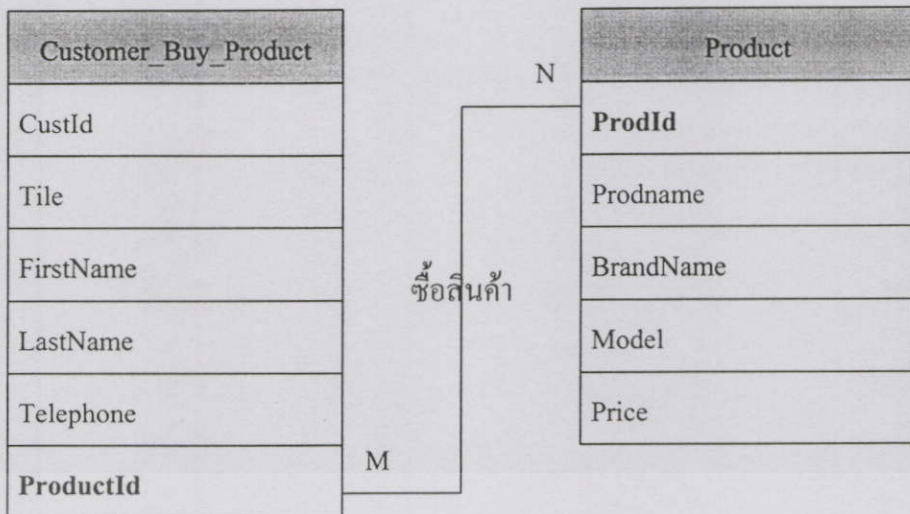 Customer_Buy_Product
CustId
Tile
FirstName
LastName
Telephone
ProductId
M
ซื้อสินค้า
N
Product
ProdId
Prodname
BrandName
Model
Price